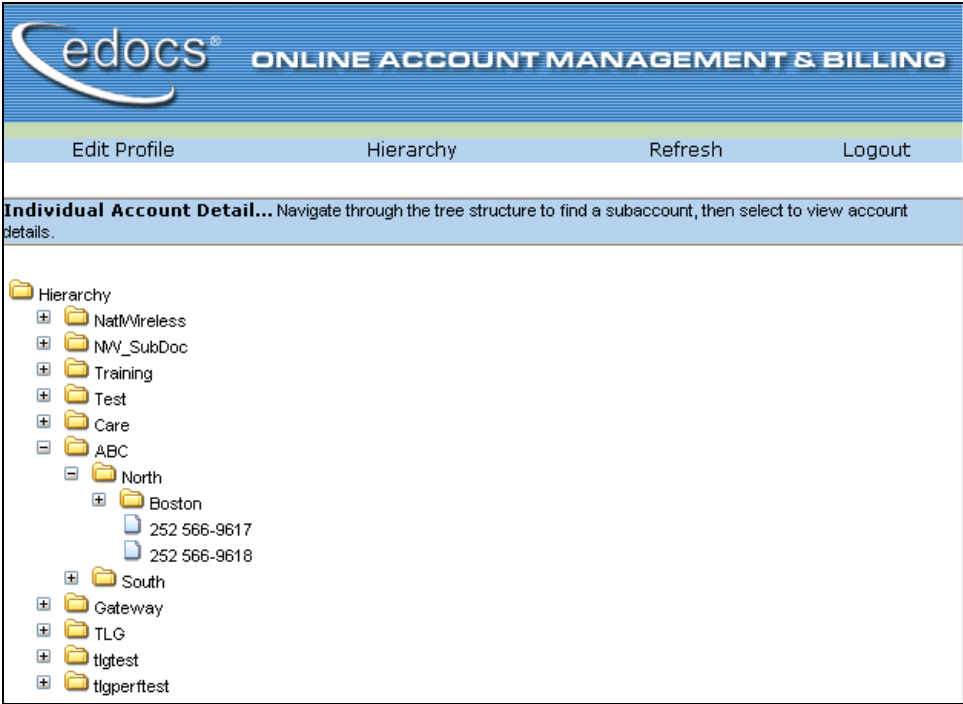 edocs®
ONLINE ACCOUNT MANAGEMENT & BILLING
Edit Profile Hierarchy Refresh Logout
Individual Account Detail... Navigate through the tree structure to find a subaccount, then select to view account
details.
Hierarchy
NatlWireless
NW_SubDoc
Training
Test
Care
ABC
North
Boston
252 566-9617
252 566-9618
South
Gateway
TLG
tlgtest
tlgperftest